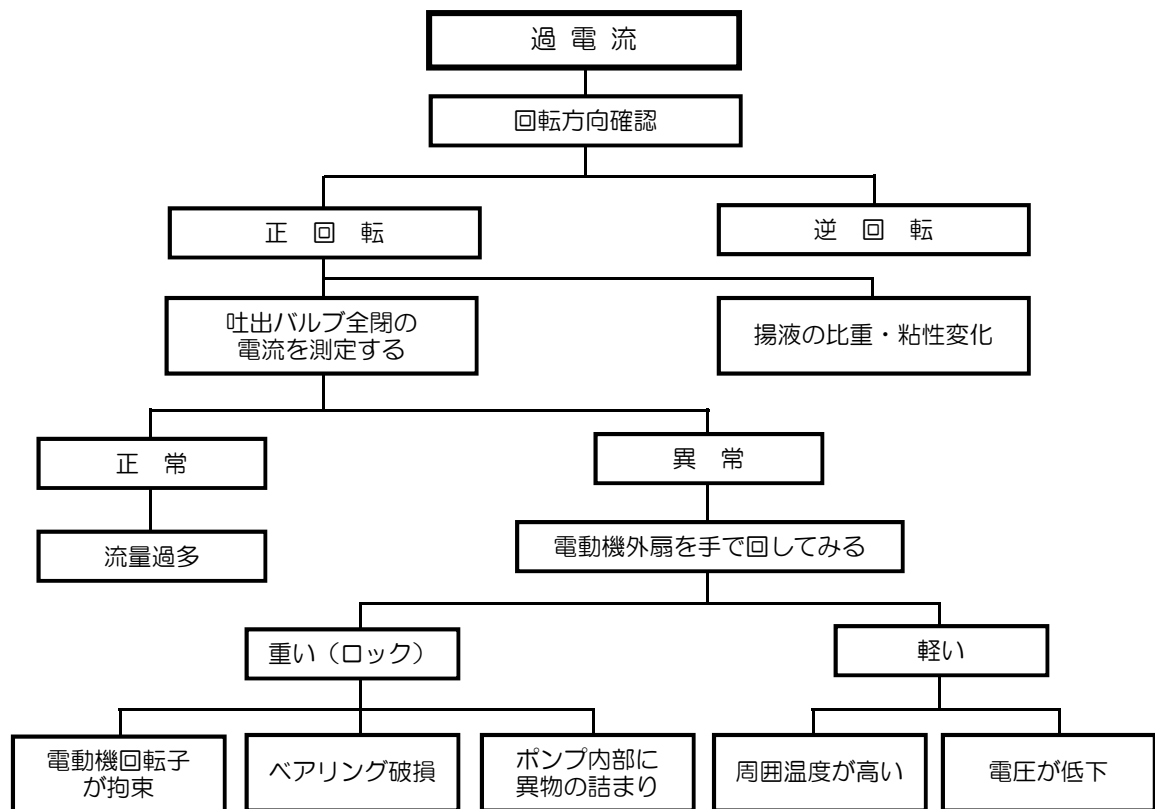 過 電 流
回転方向確認
正 回 転
逆 回 転
吐出バルブ全閉の
電流を測定する
揚液の比重・粘性変化
正 常
異 常
流量過多
電動機外扇を手で回してみる
重い（ロック）
軽い
電動機回転子
が拘束
ベアリング破損
ポンプ内部に
異物の詰まり
周囲温度が高い
電圧が低下